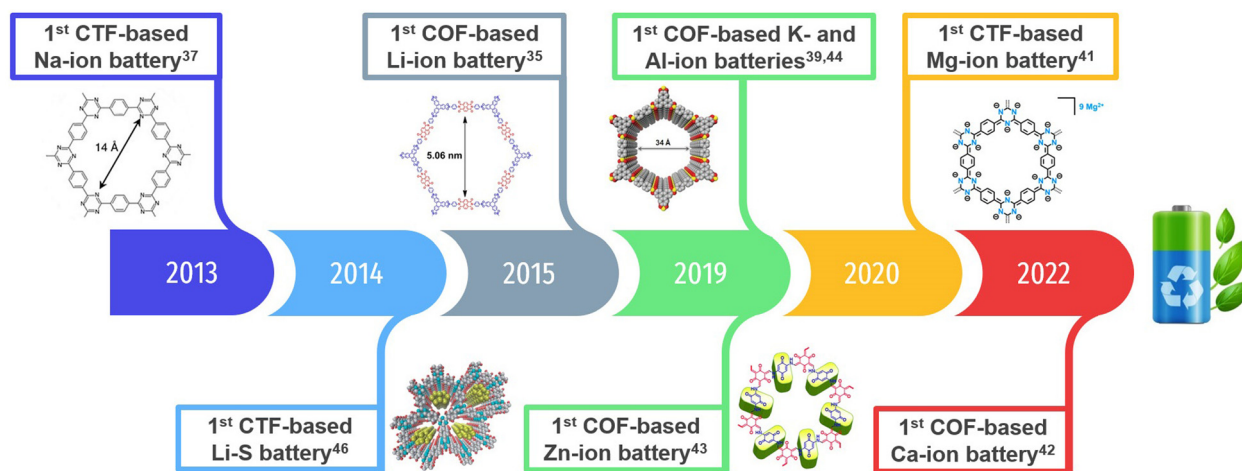 1st CTF-based
Na-ion battery37
1st COF-based
Li-ion battery35
1st COF-based K- and
Al-ion batteries39,44
1st CTF-based
Mg-ion battery41
14 Å
5.06 nm
34 Å
9 Mg2+
2013
2014
2015
2019
2020
2022
1st CTF-based
Li-S battery46
1st COF-based
Zn-ion battery43
1st COF-based
Ca-ion battery42